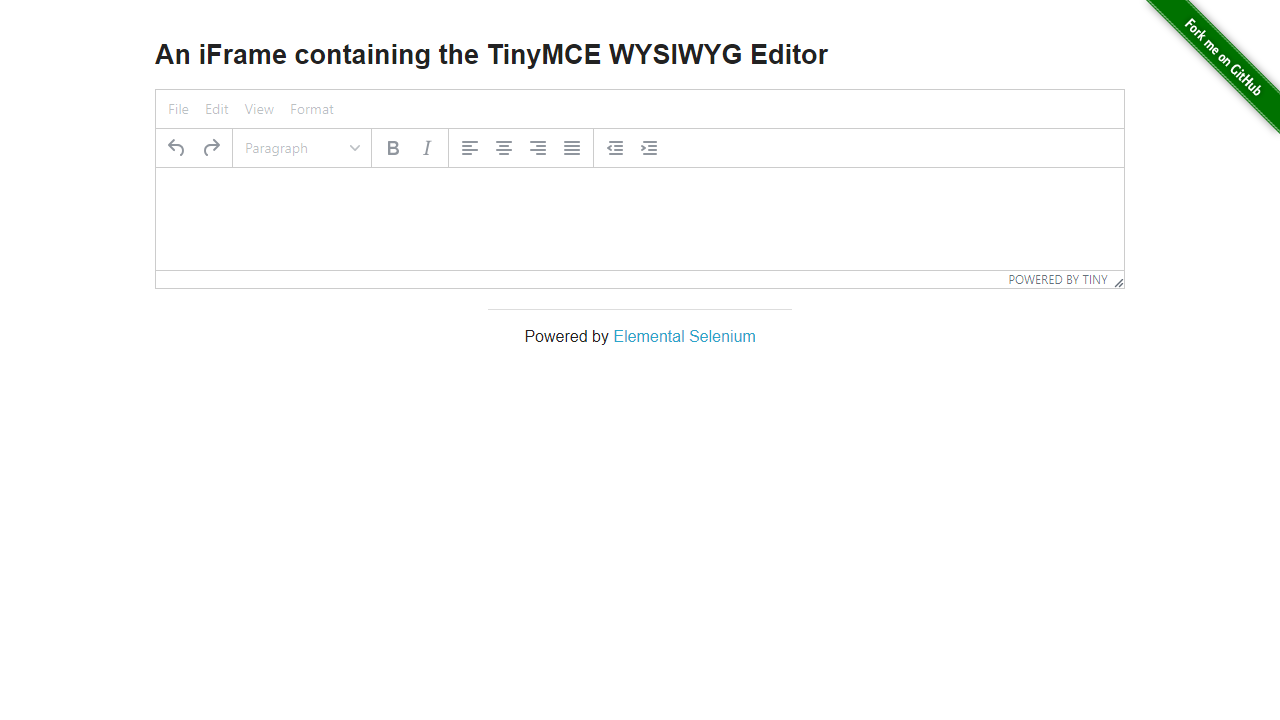 An iFrame containing the TinyMCE WYSIWYG Editor
Fork me on GitHub
File Edit View Format
Paragraph B I
POWERED BY TINY
Powered by Elemental Selenium